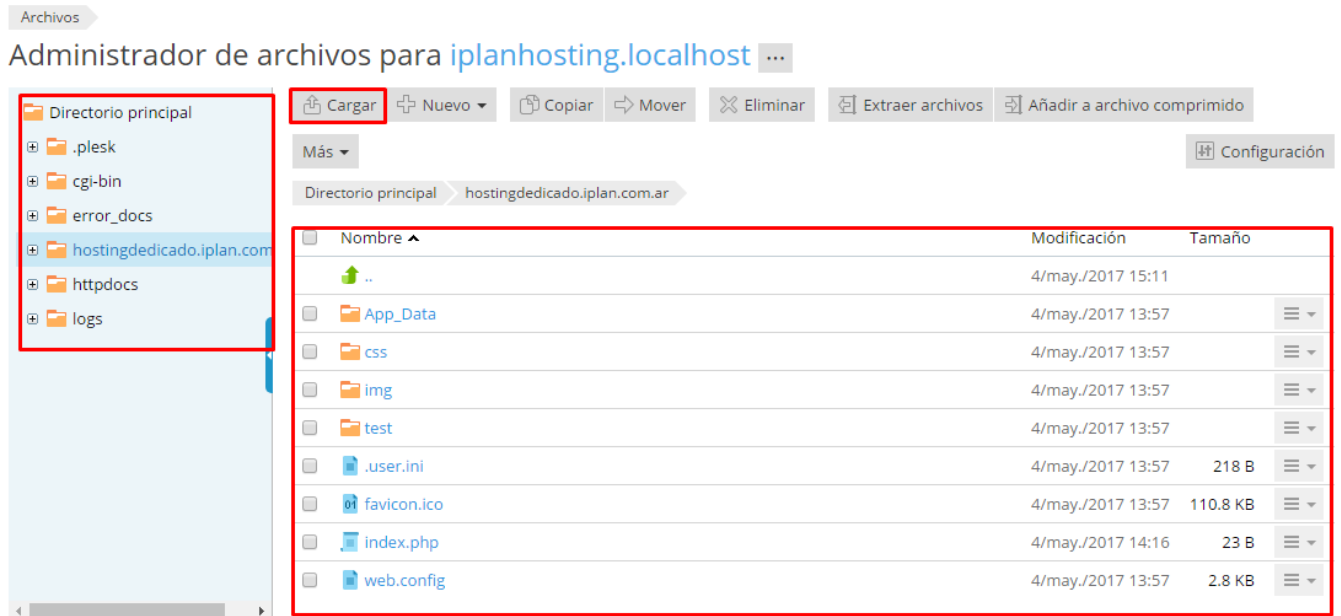 Archivos
Administrador de archivos para iplanhosting.localhost ...
Directorio principal
.plesk
cgi-bin
error_docs
hostingdedicado.iplan.com
httpdocs
logs
Cargar Nuevo Copiar Mover Eliminar Extraer archivos Añadir a archivo comprimido
Más Configuración
Directorio principal hostingdedicado.iplan.com.ar
Nombre Modificación Tamaño
.. 4/may./2017 15:11
App_Data 4/may./2017 13:57
css 4/may./2017 13:57
img 4/may./2017 13:57
test 4/may./2017 13:57
.user.ini 4/may./2017 13:57 218 B
favicon.ico 4/may./2017 13:57 110.8 KB
index.php 4/may./2017 14:16 23 B
web.config 4/may./2017 13:57 2.8 KB